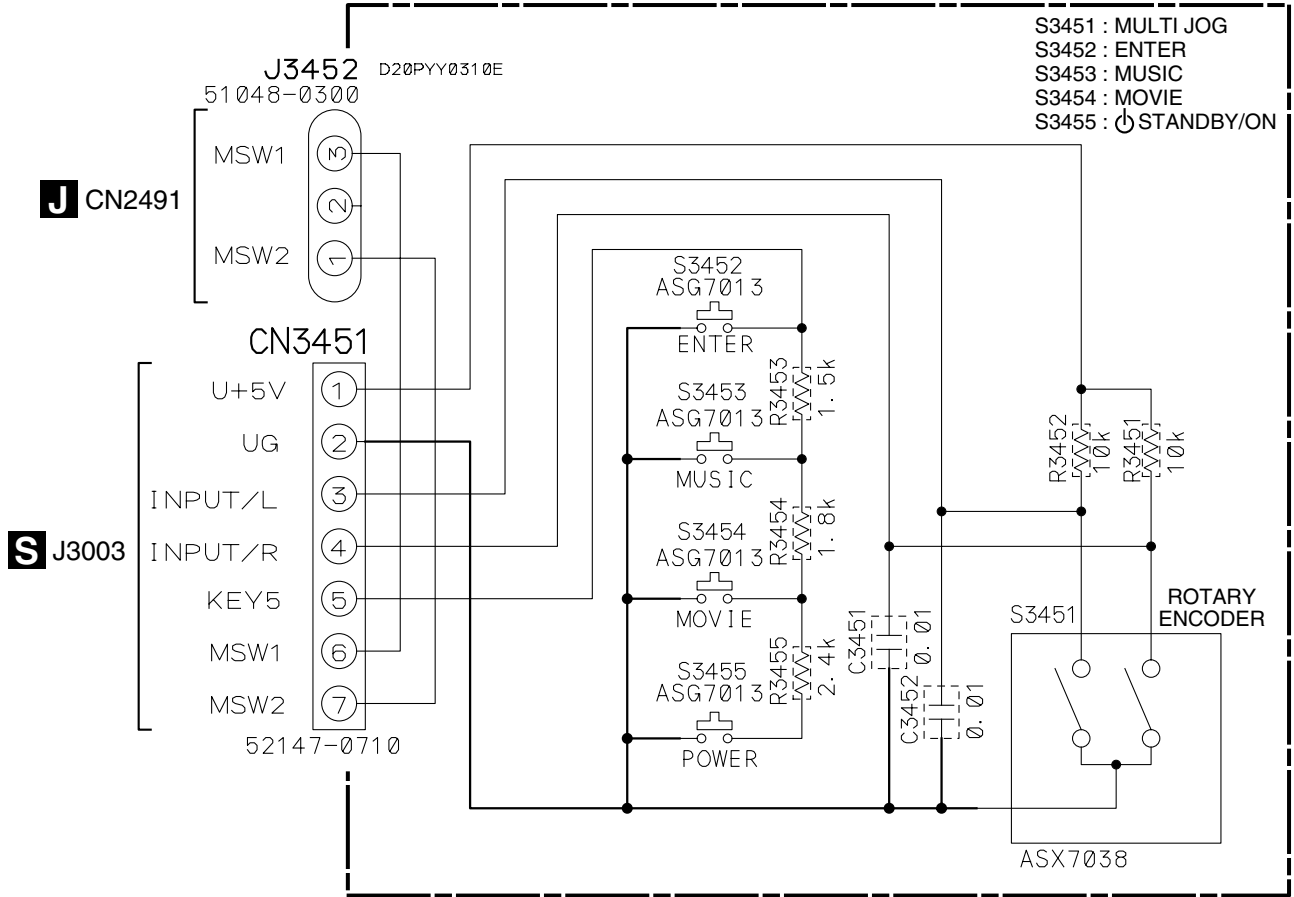 S3451 : MULTI JOG
S3452 : ENTER
S3453 : MUSIC
S3454 : MOVIE
S3455 : ⏻ STANDBY/ON
J3452 D20PYY0310E
51048-0300
J CN2491
MSW1 3
2
MSW2 1
CN3451
S J3003
U+5V 1
UG 2
INPUT/L 3
INPUT/R 4
KEY5 5
MSW1 6
MSW2 7
52147-0710
S3452
ASG7013
ENTER
R3453
1.5k
S3453
ASG7013
MUSIC
R3454
1.8k
S3454
ASG7013
MOVIE
R3455
2.4k
S3455
ASG7013
POWER
C3451
0.01
C3452
0.01
R3452
10k
R3451
10k
S3451
ROTARY
ENCODER
ASX7038